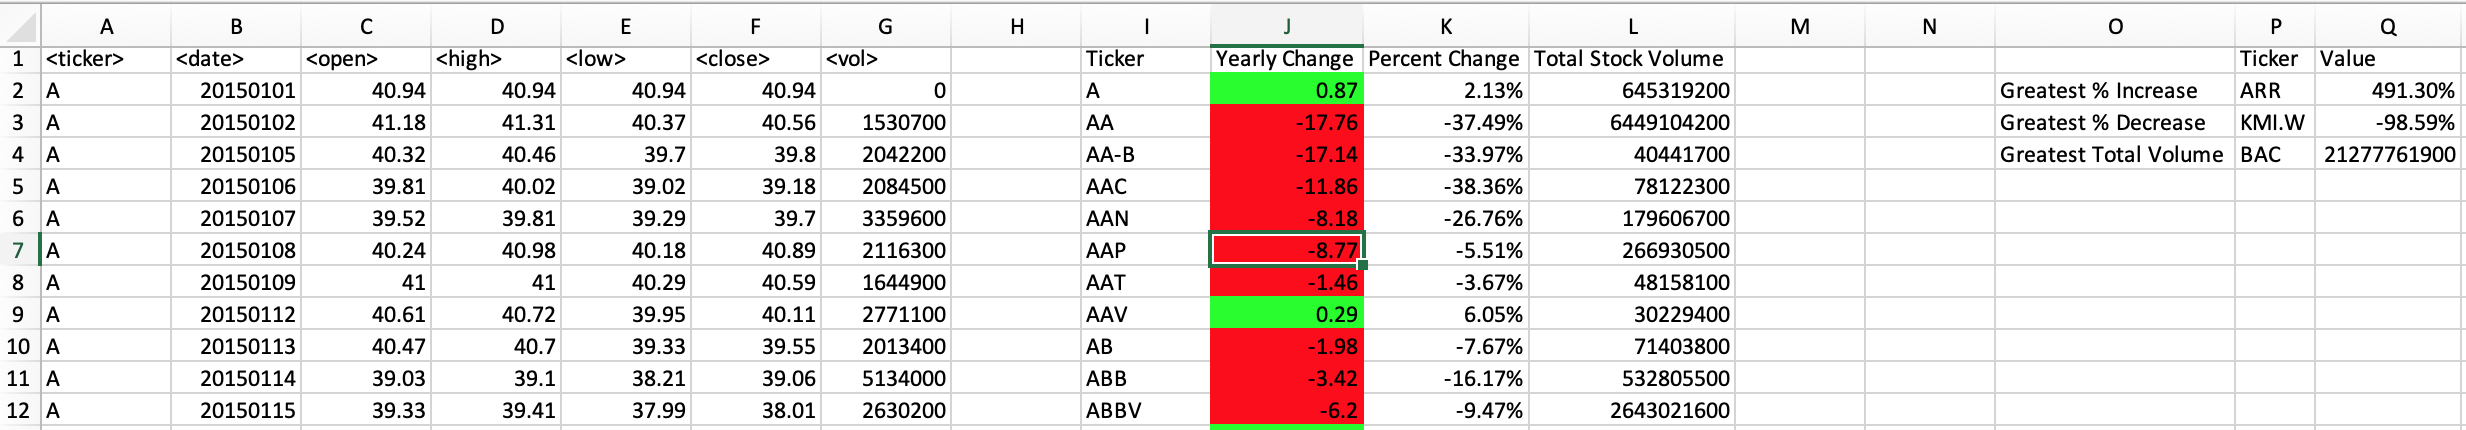 A B C D E F G H I J K L M N O P Q
1 <ticker> <date> <open> <high> <low> <close> <vol> Ticker Yearly Change Percent Change Total Stock Volume Ticker Value
2 A 20150101 40.94 40.94 40.94 40.94 0 A 0.87 2.13% 645319200 Greatest % Increase ARR 491.30%
3 A 20150102 41.18 41.31 40.37 40.56 1530700 AA -17.76 -37.49% 6449104200 Greatest % Decrease KMI.W -98.59%
4 A 20150105 40.32 40.46 39.7 39.8 2042200 AA-B -17.14 -33.97% 40441700 Greatest Total Volume BAC 21277761900
5 A 20150106 39.81 40.02 39.02 39.18 2084500 AAC -11.86 -38.36% 78122300
6 A 20150107 39.52 39.81 39.29 39.7 3359600 AAN -8.18 -26.76% 179606700
7 A 20150108 40.24 40.98 40.18 40.89 2116300 AAP -8.77 -5.51% 266930500
8 A 20150109 41 41 40.29 40.59 1644900 AAT -1.46 -3.67% 48158100
9 A 20150112 40.61 40.72 39.95 40.11 2771100 AAV 0.29 6.05% 30229400
10 A 20150113 40.47 40.7 39.33 39.55 2013400 AB -1.98 -7.67% 71403800
11 A 20150114 39.03 39.1 38.21 39.06 5134000 ABB -3.42 -16.17% 532805500
12 A 20150115 39.33 39.41 37.99 38.01 2630200 ABBV -6.2 -9.47% 2643021600